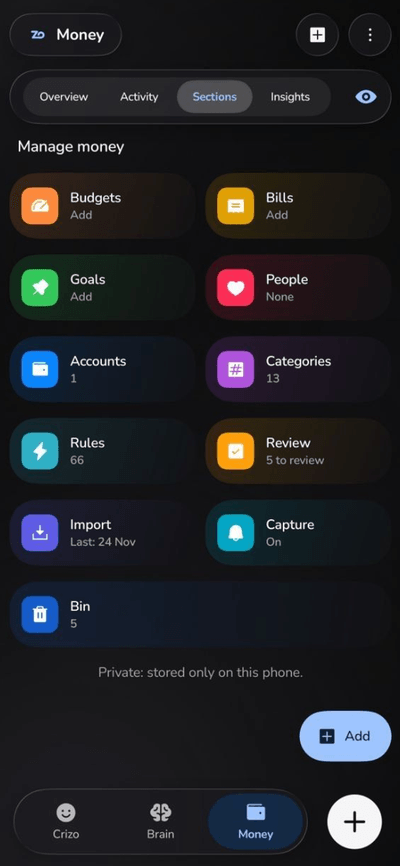 ZO Money
Overview Activity Sections Insights
Manage money
Budgets
Add
Bills
Add
Goals
Add
People
None
Accounts
1
Categories
13
Rules
66
Review
5 to review
Import
Last: 24 Nov
Capture
On
Bin
5
Private: stored only on this phone.
Add
Crizo Brain Money